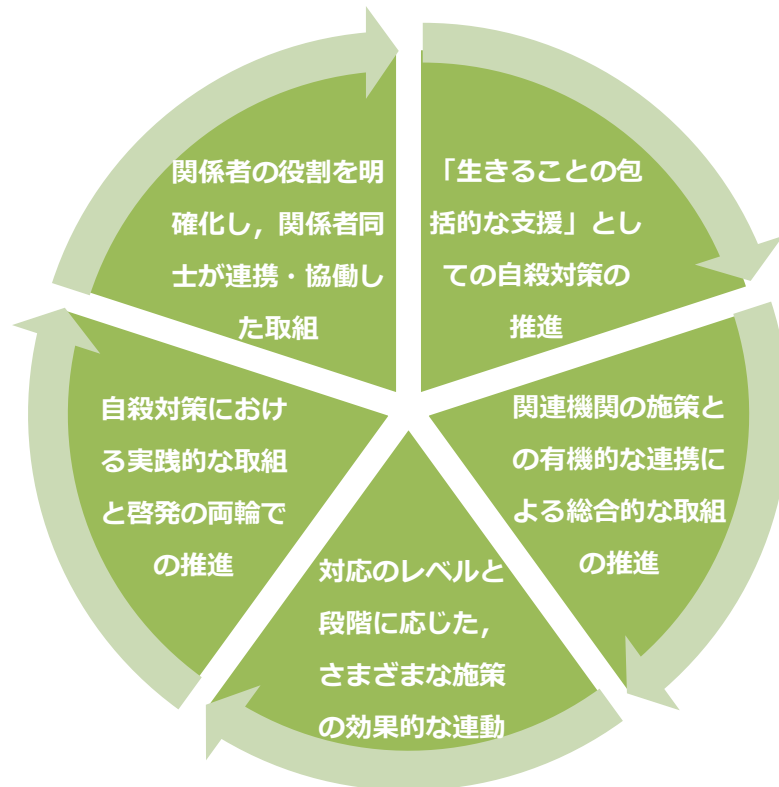 「生きることの包
括的な支援」とし
ての自殺対策の
推進
関連機関の施策と
の有機的な連携に
よる総合的な取組
の推進
対応のレベルと
段階に応じた，
さまざまな施策
の効果的な連動
自殺対策におけ
る実践的な取組
と啓発の両輪で
の推進
関係者の役割を明
確化し，関係者同
士が連携・協働し
た取組